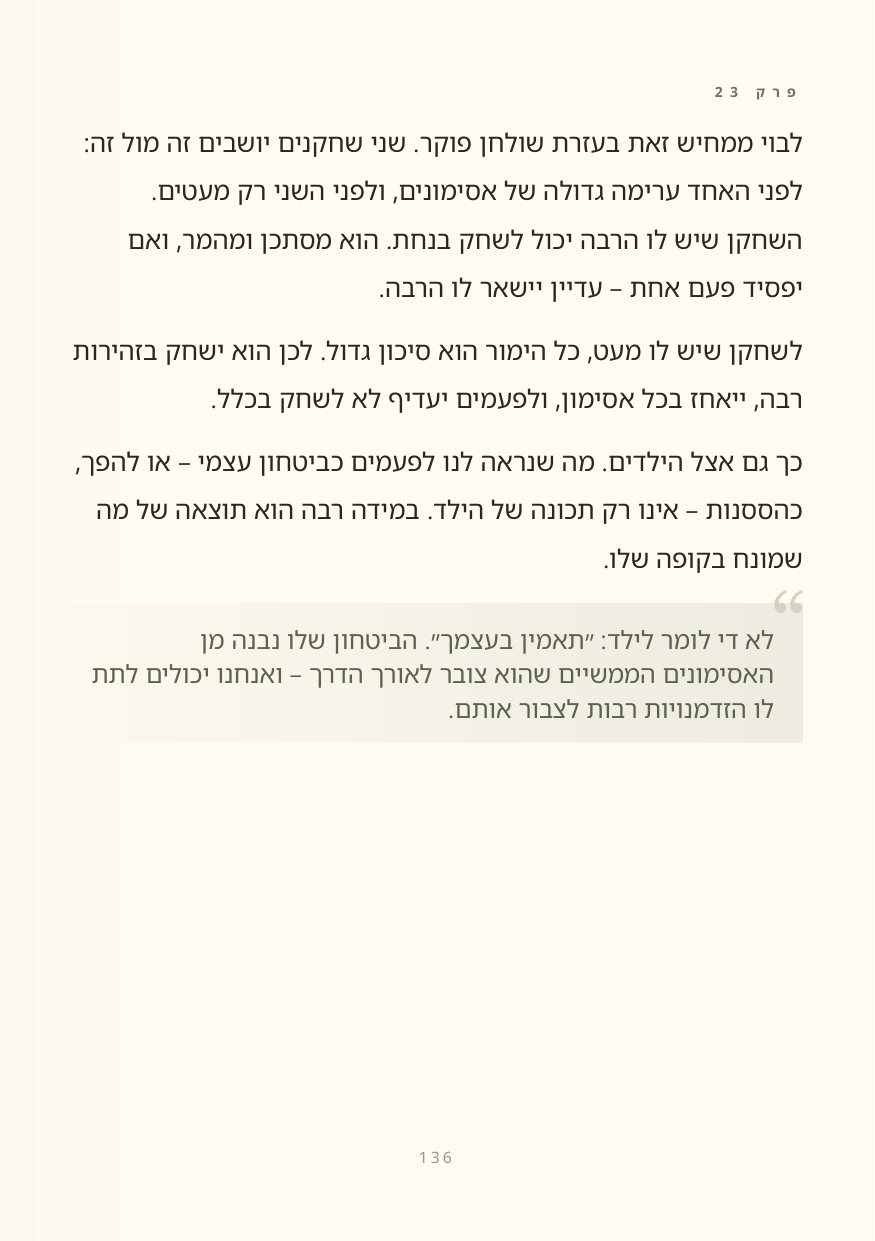 פרק 23
לבוי ממחיש זאת בעזרת שולחן פוקר. שני שחקנים יושבים זה מול זה:
לפני האחד ערימה גדולה של אסימונים, ולפני השני רק מעטים.
השחקן שיש לו הרבה יכול לשחק בנחת. הוא מסתכן ומהמר, ואם
יפסיד פעם אחת – עדיין יישאר לו הרבה.
לשחקן שיש לו מעט, כל הימור הוא סיכון גדול. לכן הוא ישחק בזהירות
רבה, ייאחז בכל אסימון, ולפעמים יעדיף לא לשחק בכלל.
כך גם אצל הילדים. מה שנראה לנו לפעמים כביטחון עצמי – או להפך,
כהססנות – אינו רק תכונה של הילד. במידה רבה הוא תוצאה של מה
שמונח בקופה שלו.
“
לא די לומר לילד: ״תאמין בעצמך״. הביטחון שלו נבנה מן
האסימונים הממשיים שהוא צובר לאורך הדרך – ואנחנו יכולים לתת
לו הזדמנויות רבות לצבור אותם.
136